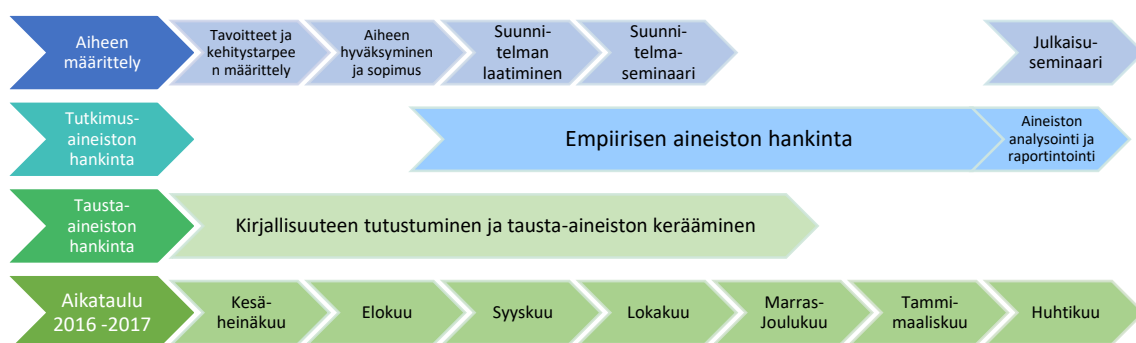 Aiheen
määrittely
Tavoitteet ja
kehitystarpee
n määrittely
Aiheen
hyväksyminen
ja sopimus
Suunni-
telman
laatiminen
Suunni-
telma-
seminaari
Julkaisu-
seminaari
Tutkimus-
aineiston
hankinta
Empiirisen aineiston hankinta
Aineiston
analysointi ja
raportintointi
Tausta-
aineiston
hankinta
Kirjallisuuteen tutustuminen ja tausta-aineiston kerääminen
Aikataulu
2016 -2017
Kesä-
heinäkuu
Elokuu
Syyskuu
Lokakuu
Marras-
Joulukuu
Tammi-
maaliskuu
Huhtikuu